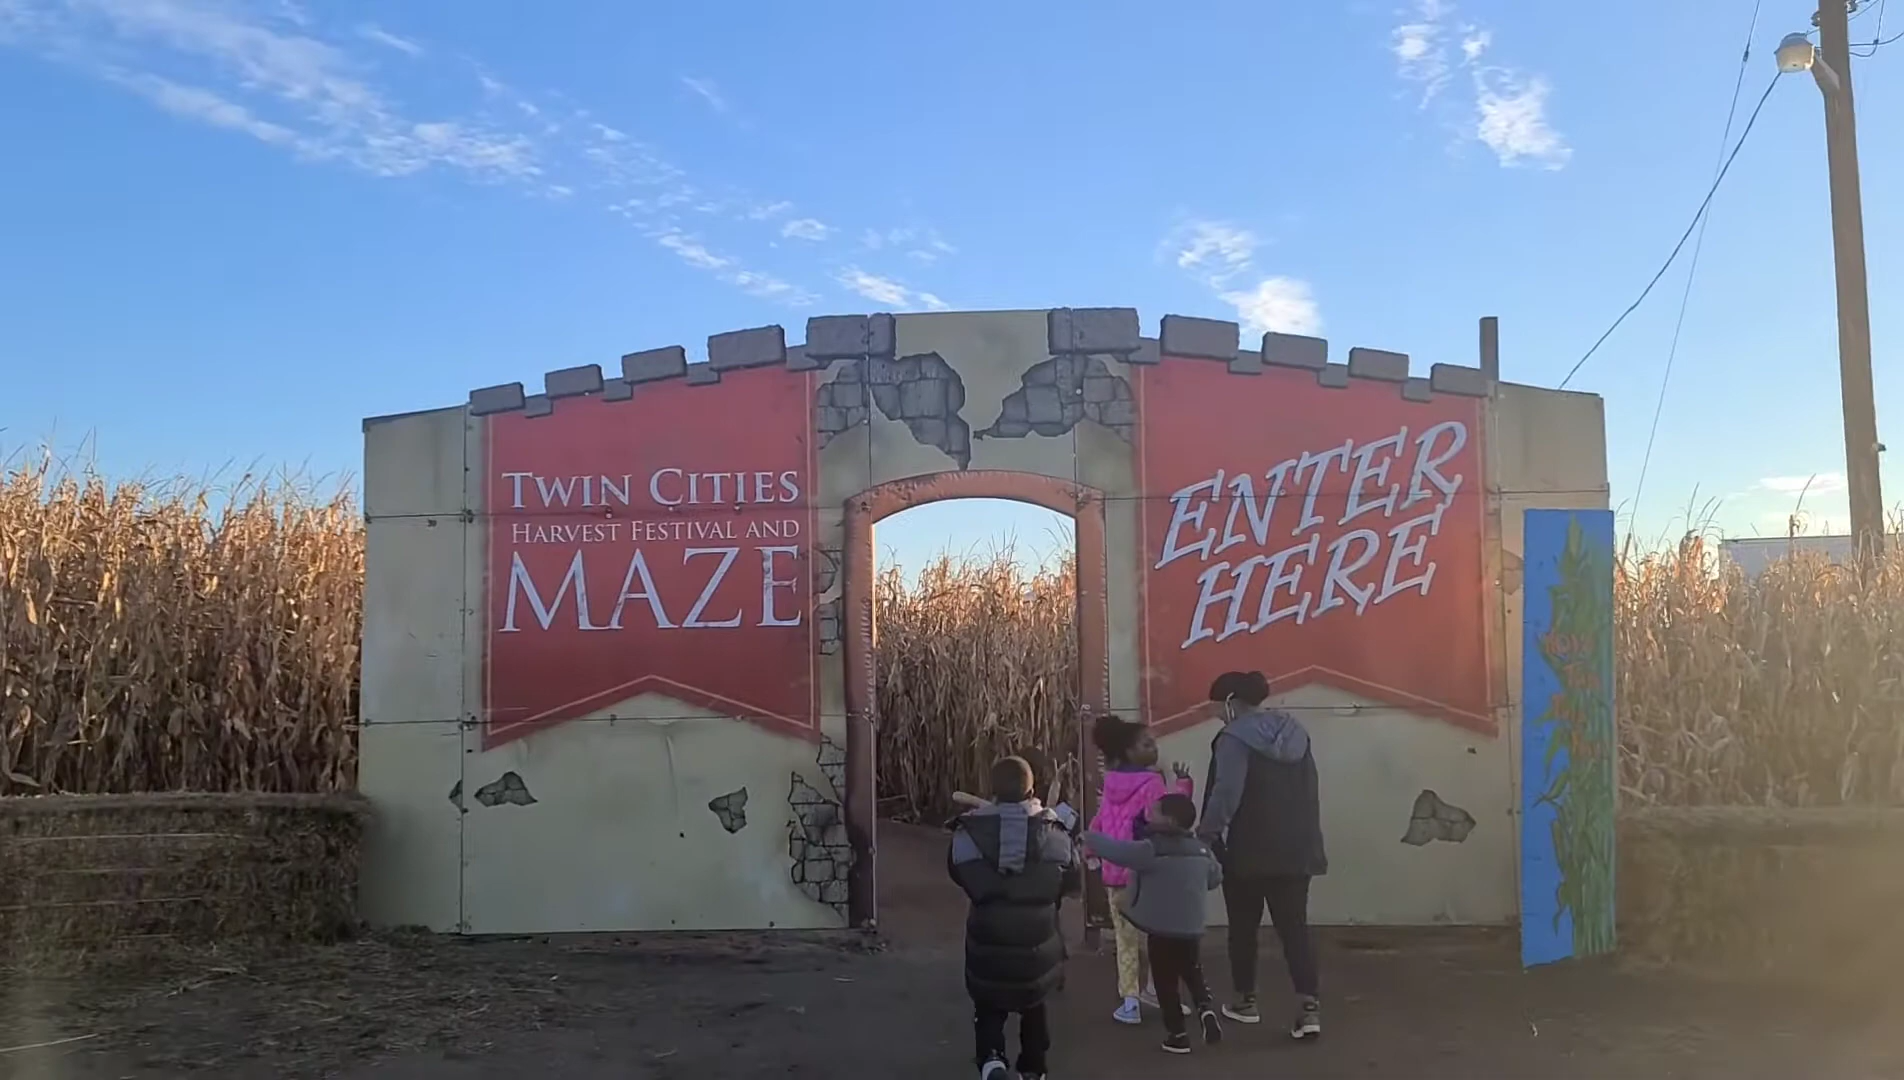 Twin Cities
Harvest Festival and
MAZE
ENTER
HERE